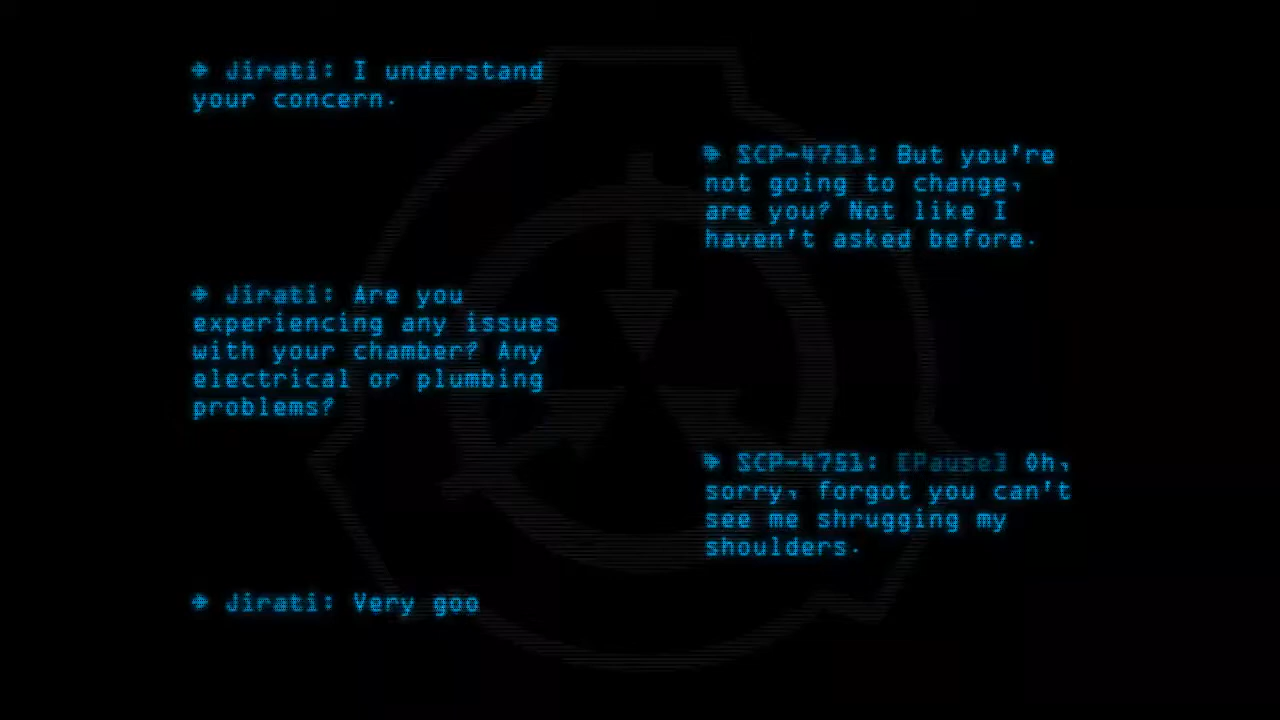 → Jirati: I understand
your concern.
→ SCP-4751: But you're
not going to change,
are you? Not like I
haven't asked before.
→ Jirati: Are you
experiencing any issues
with your chamber? Any
electrical or plumbing
problems?
→ SCP-4751: [Pause] Oh,
sorry, forgot you can't
see me shrugging my
shoulders.
→ Jirati: Very goo